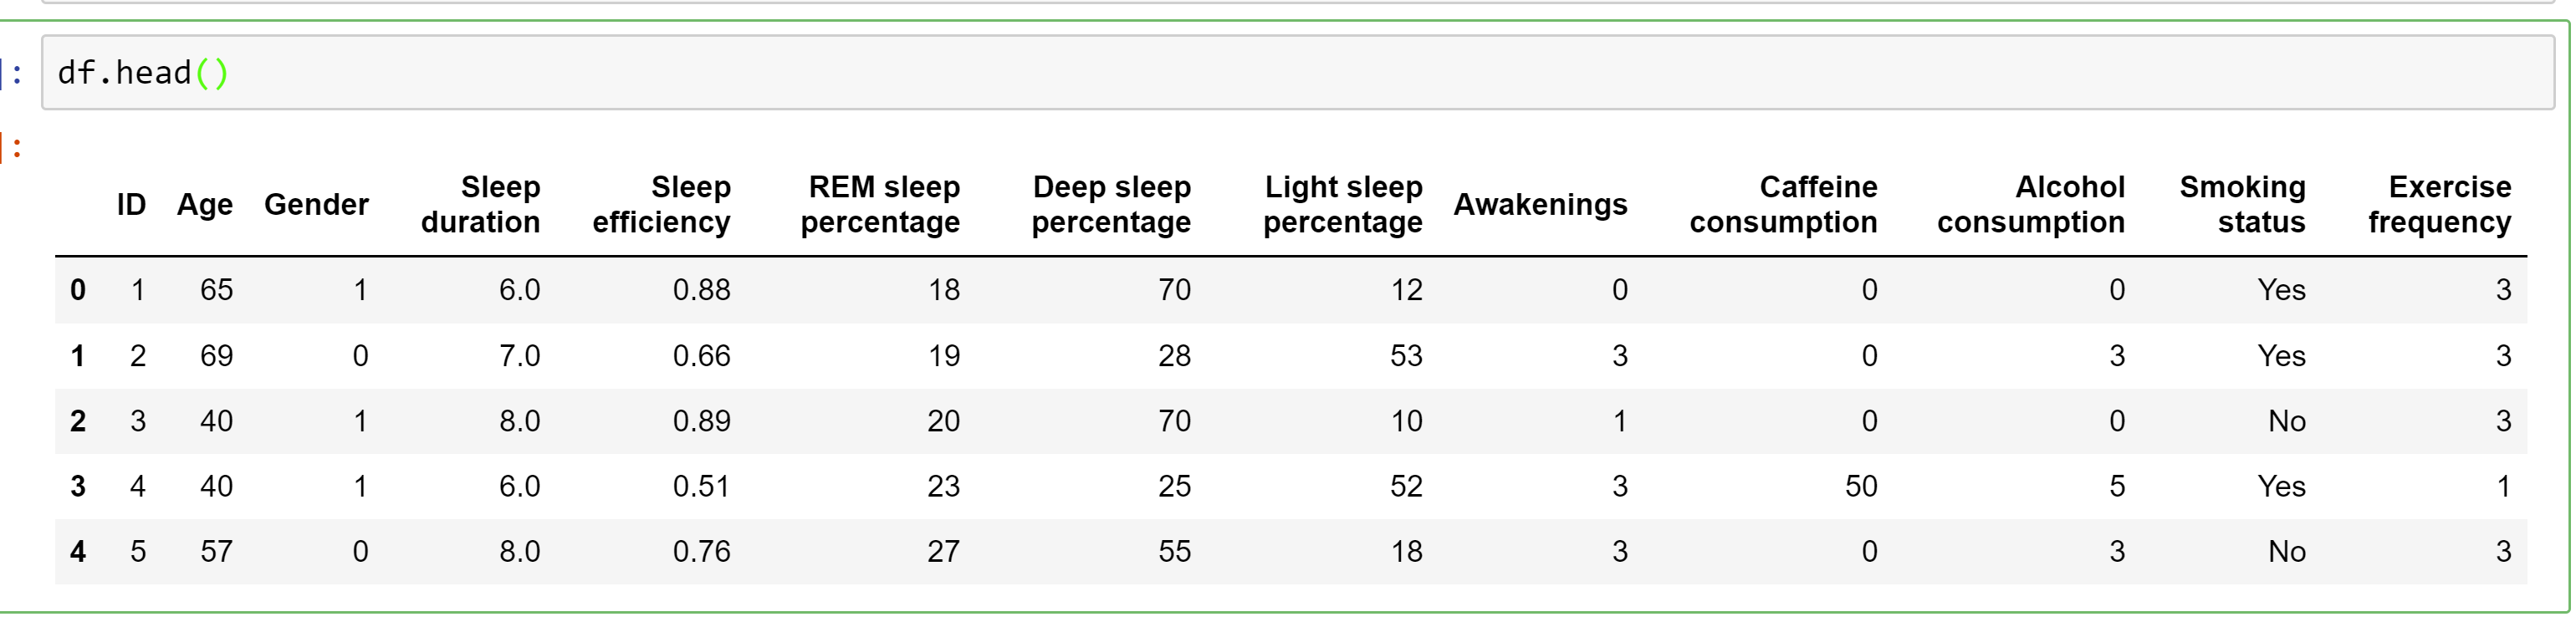 ]: df.head()
]:
ID Age Gender Sleep duration Sleep efficiency REM sleep percentage Deep sleep percentage Light sleep percentage Awakenings Caffeine consumption Alcohol consumption Smoking status Exercise frequency
0 1 65 1 6.0 0.88 18 70 12 0 0 0 Yes 3
1 2 69 0 7.0 0.66 19 28 53 3 0 3 Yes 3
2 3 40 1 8.0 0.89 20 70 10 1 0 0 No 3
3 4 40 1 6.0 0.51 23 25 52 3 50 5 Yes 1
4 5 57 0 8.0 0.76 27 55 18 3 0 3 No 3